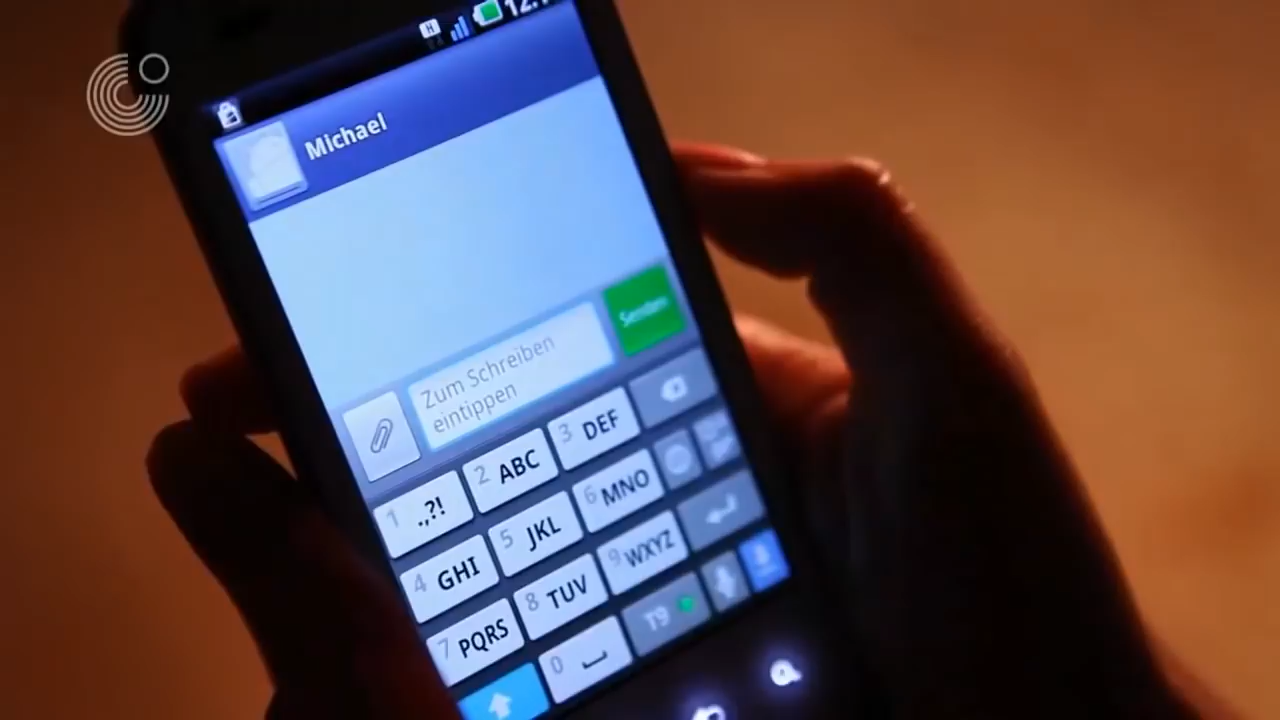 H
Michael
Zum Schreiben
eintippen
Senden
1 .,?!
2 ABC
3 DEF
4 GHI
5 JKL
6 MNO
7 PQRS
8 TUV
9 WXYZ
0
T9